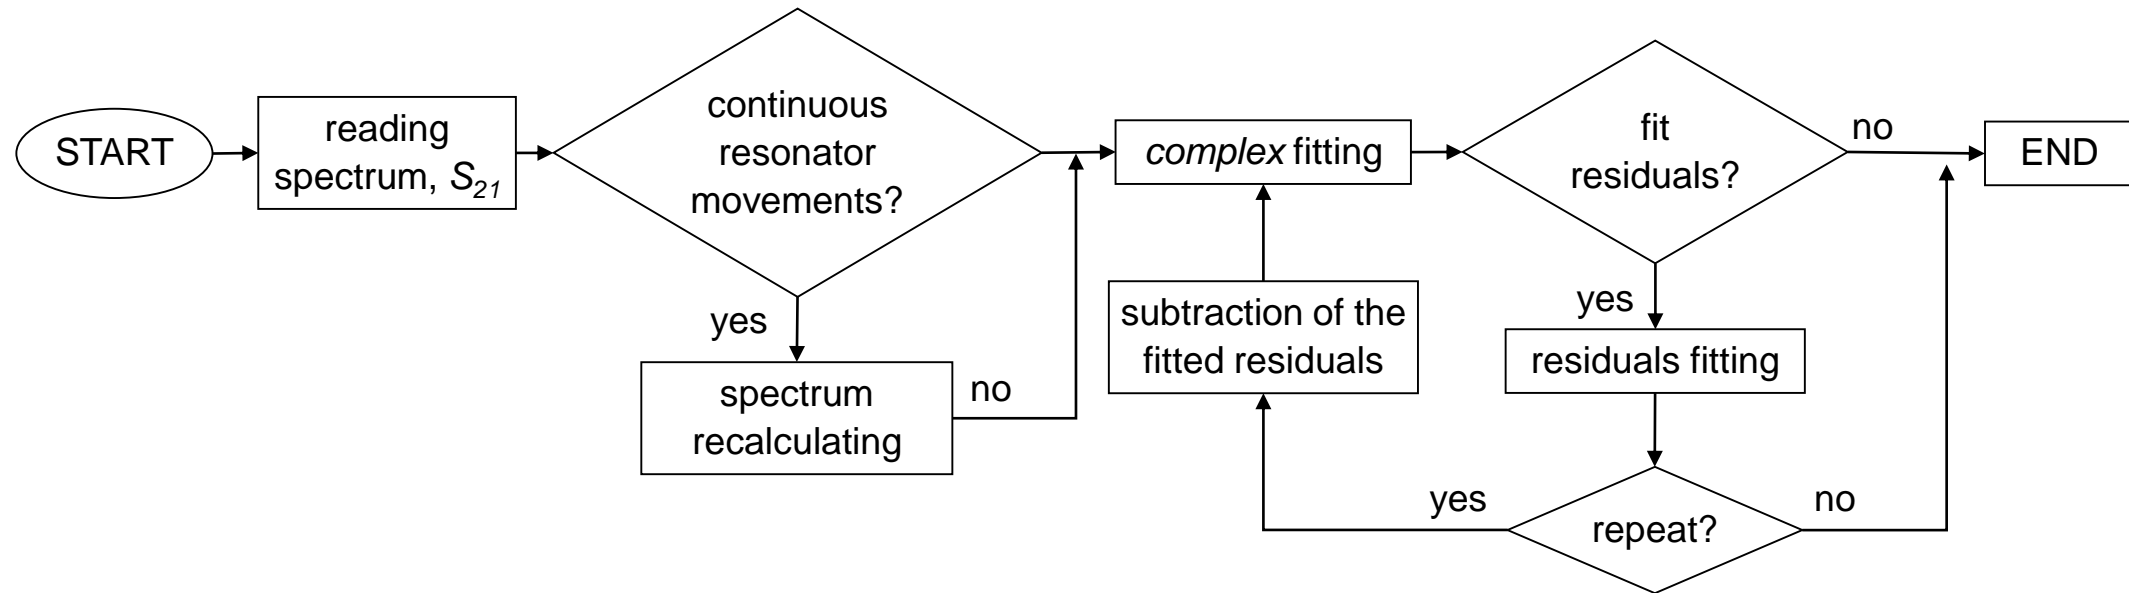 START
reading
spectrum, S21
continuous
resonator
movements?
yes
spectrum
recalculating
no
complex fitting
fit
residuals?
no
END
yes
residuals fitting
subtraction of the
fitted residuals
repeat?
yes
no